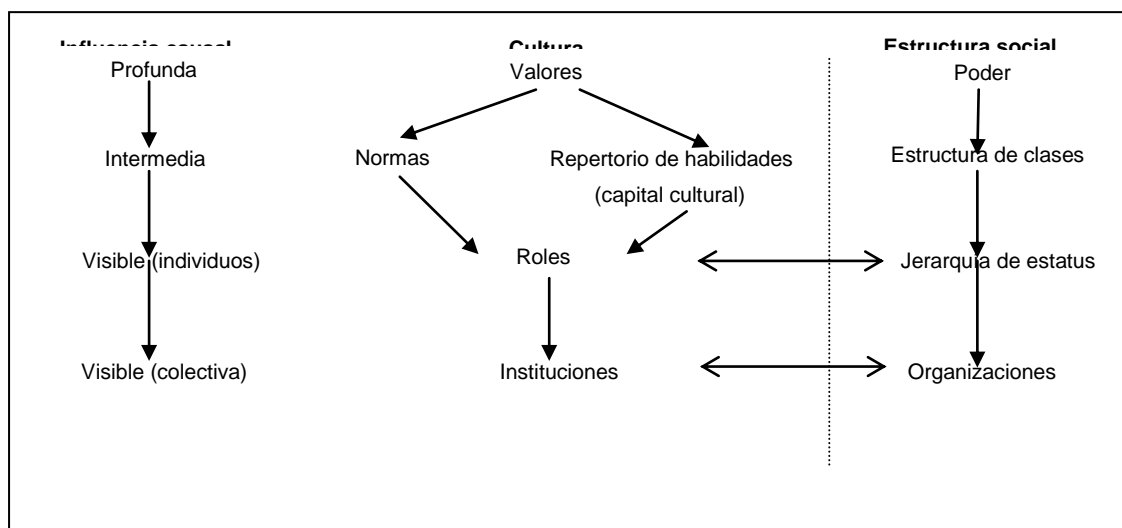 Influencia causal Cultura Estructura social
Profunda Valores Poder
Intermedia Normas Repertorio de habilidades Estructura de clases
(capital cultural)
Visible (individuos) Roles Jerarquía de estatus
Visible (colectiva) Instituciones Organizaciones